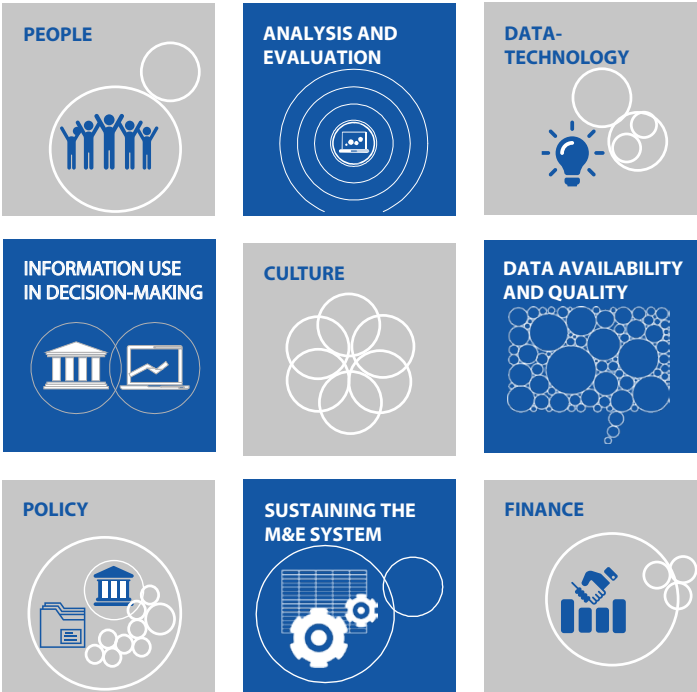 PEOPLE
ANALYSIS AND
EVALUATION
DATA-
TECHNOLOGY
INFORMATION USE
IN DECISION-MAKING
CULTURE
DATA AVAILABILITY
AND QUALITY
POLICY
SUSTAINING THE
M&E SYSTEM
FINANCE